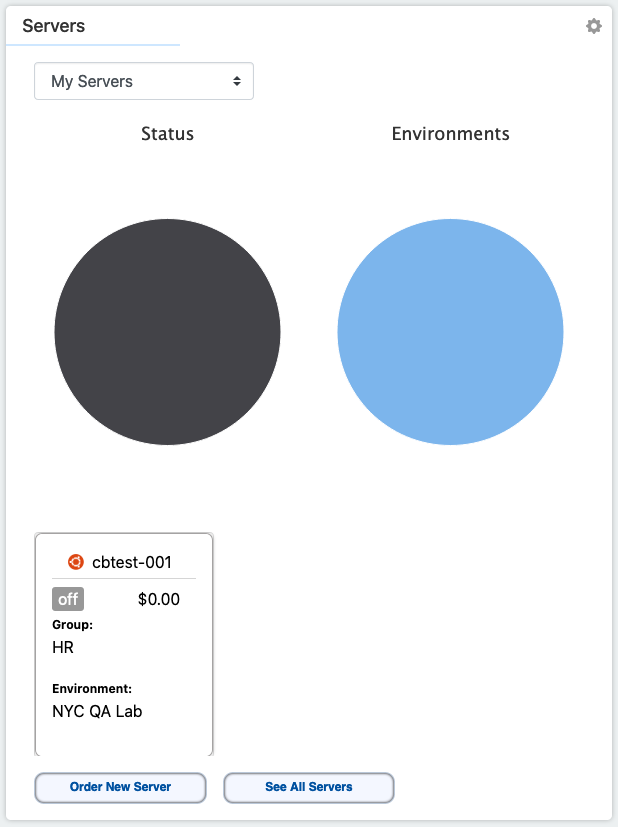 Servers
My Servers
Status
Environments
cbtest-001
off
$0.00
Group:
HR
Environment:
NYC QA Lab
Order New Server
See All Servers